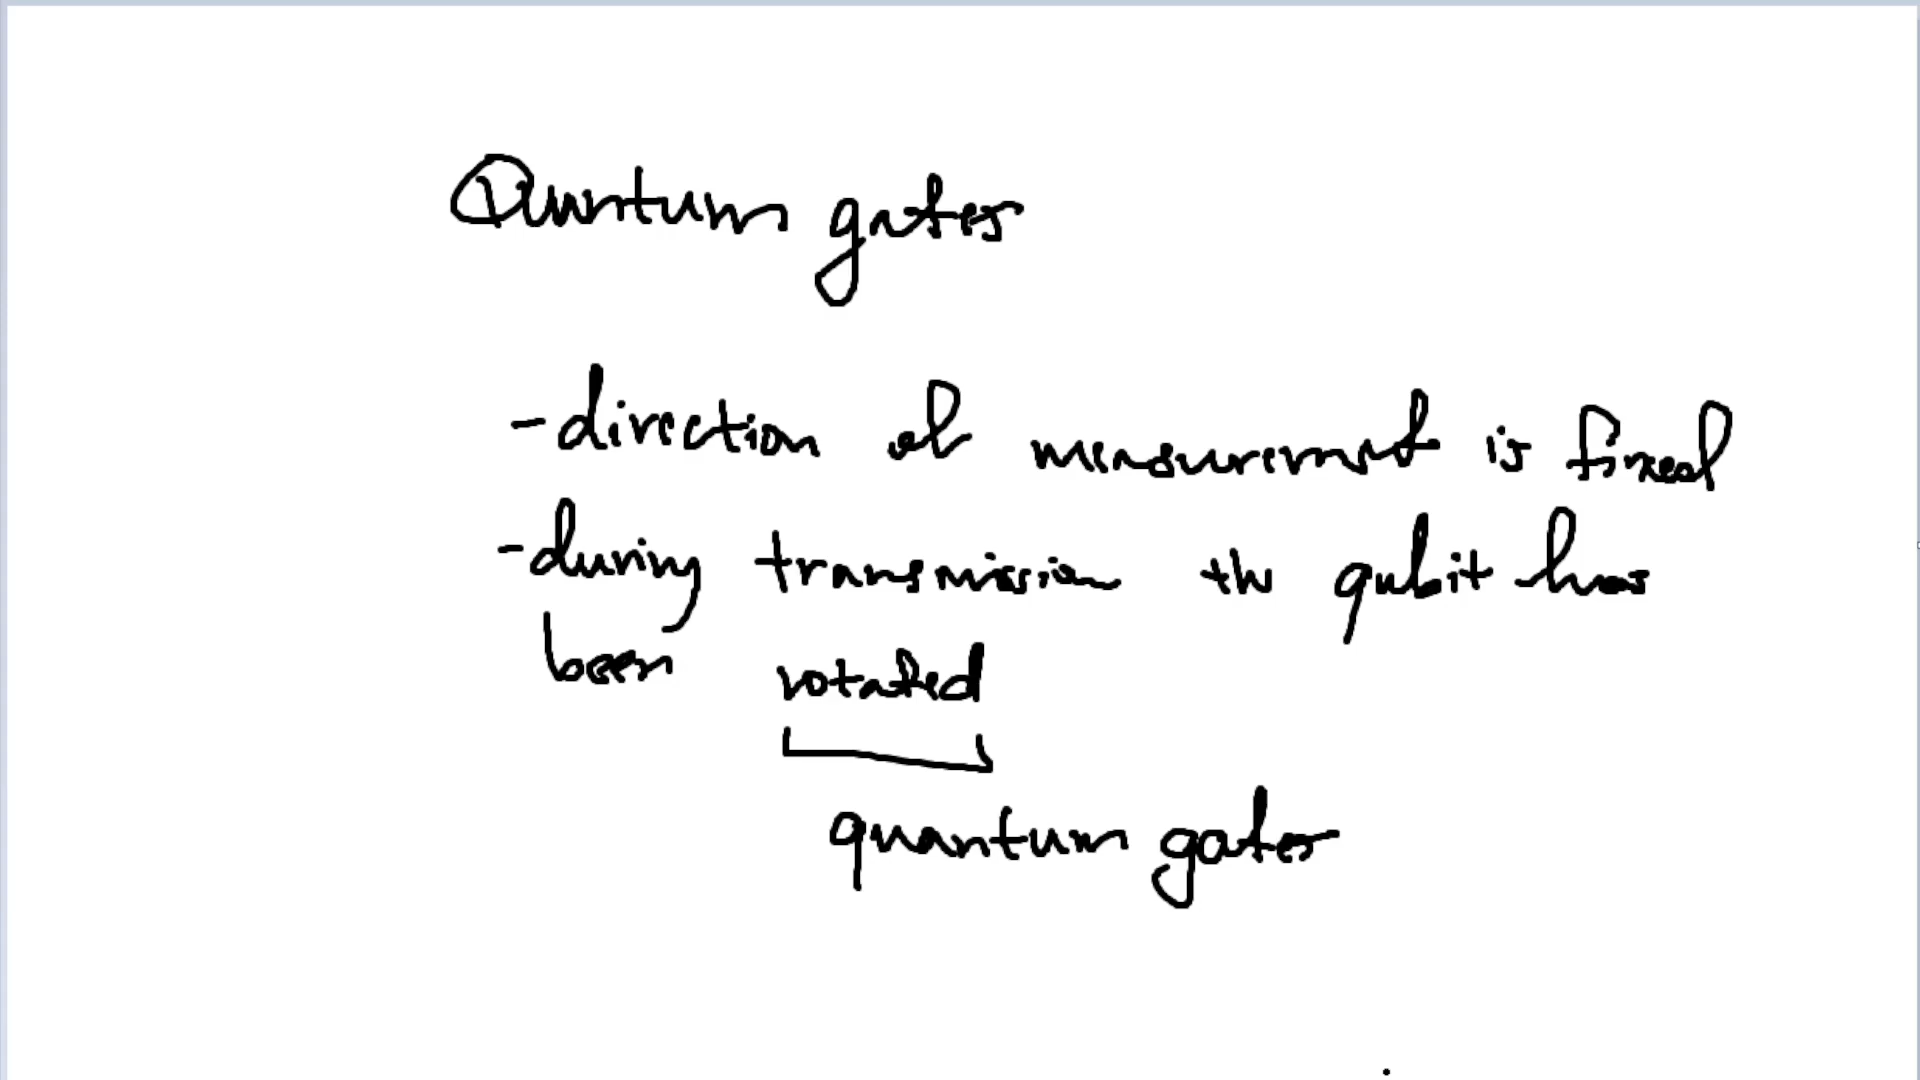 Quantum gates
- direction of measurement is fixed
- during transmission the qubit has
been rotated
quantum gates